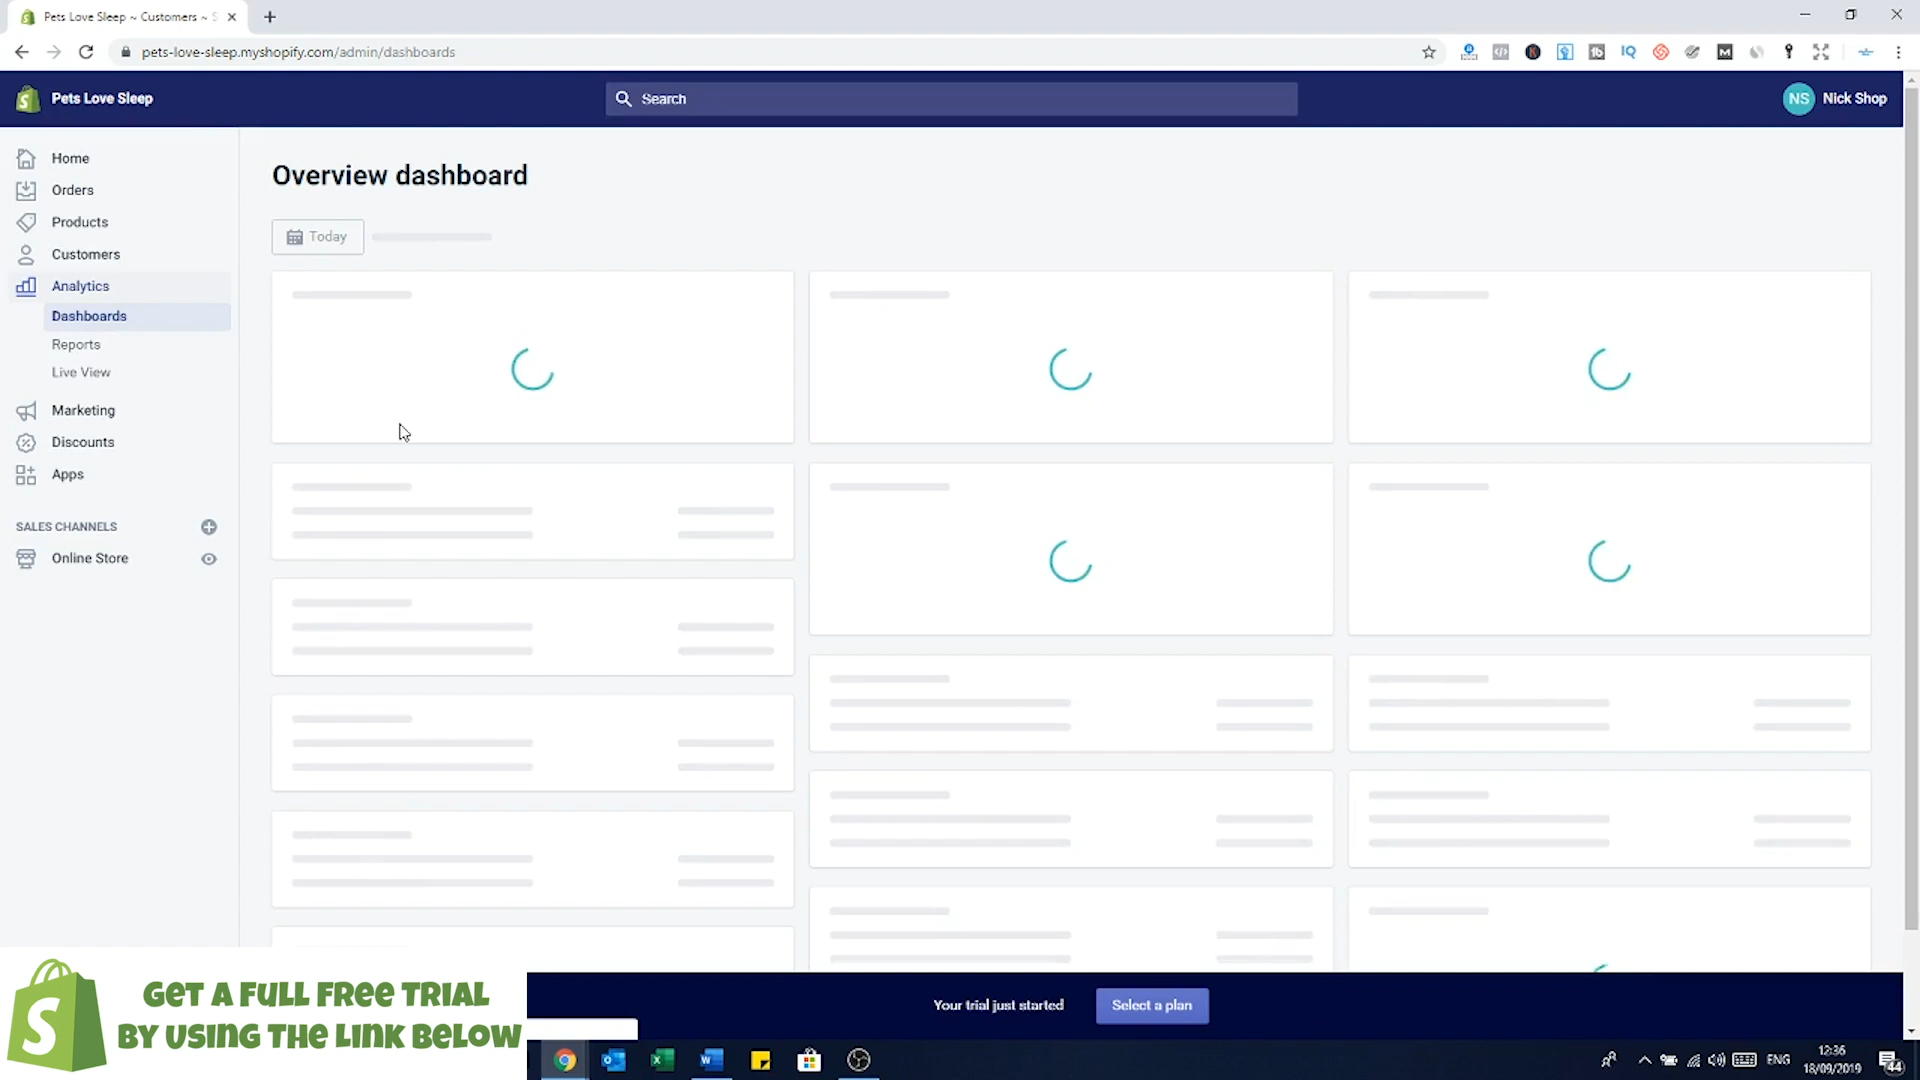 Pets Love Sleep ~ Customers ~ S
pets-love-sleep.myshopify.com/admin/dashboards
Pets Love Sleep
Search
NS
Nick Shop
Home
Orders
Products
Customers
Analytics
Dashboards
Reports
Live View
Marketing
Discounts
Apps
SALES CHANNELS
Online Store
Overview dashboard
Today
Your trial just started
Select a plan
GET A FULL FREE TRIAL
BY USING THE LINK BELOW
ENG
12:36
18/09/2019
44